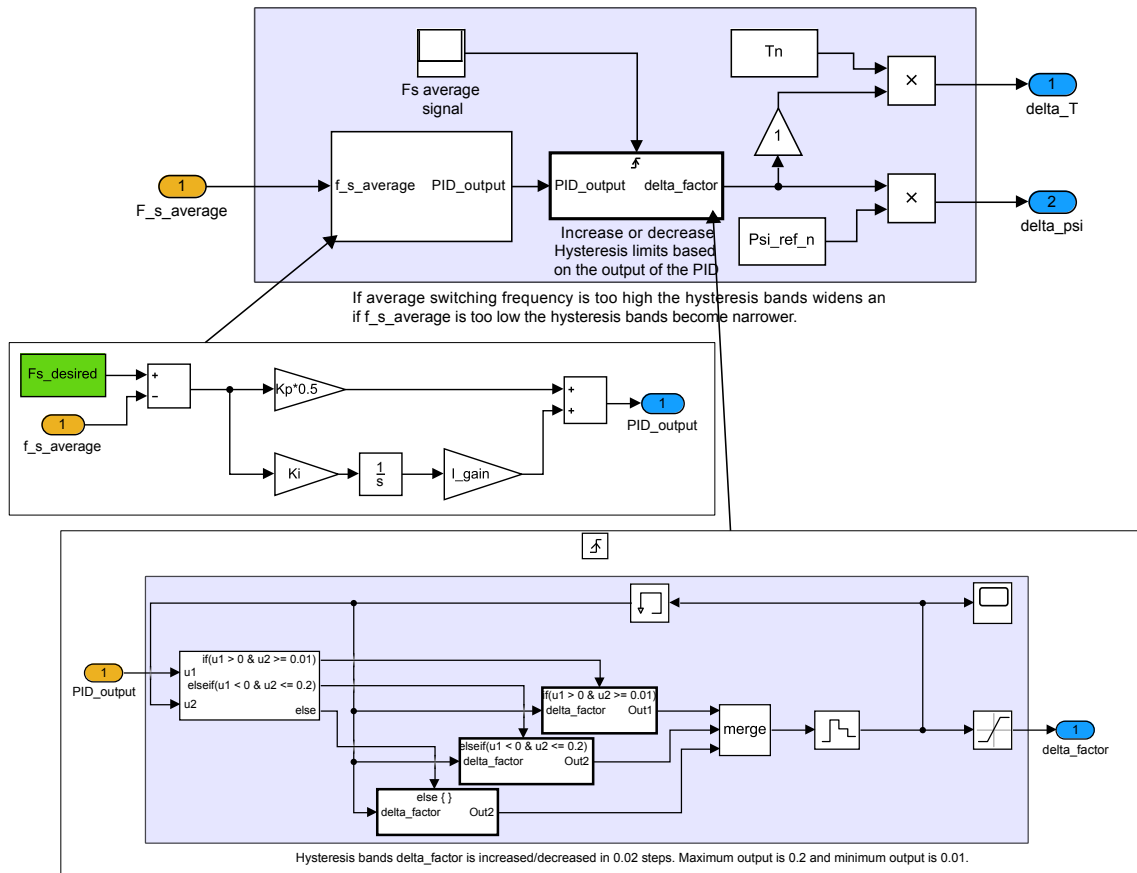 Fs average
signal
Tn
×
1
delta_T
1
1
F_s_average
f_s_average PID_output
PID_output delta_factor
×
2
delta_psi
Psi_ref_n
Increase or decrease
Hysteresis limits based
on the output of the PID
If average switching frequency is too high the hysteresis bands widens an
if f_s_average is too low the hysteresis bands become narrower.
Fs_desired
+
−
1
f_s_average
Kp*0.5
+
+
1
PID_output
Ki
1
s
I_gain
1
PID_output
u1
u2
if(u1 > 0 & u2 >= 0.01)
elseif(u1 < 0 & u2 <= 0.2)
else
if(u1 > 0 & u2 >= 0.01)
delta_factor Out1
elseif(u1 < 0 & u2 <= 0.2)
delta_factor Out2
else { }
delta_factor Out2
merge
1
delta_factor
Hysteresis bands delta_factor is increased/decreased in 0.02 steps. Maximum output is 0.2 and minimum output is 0.01.